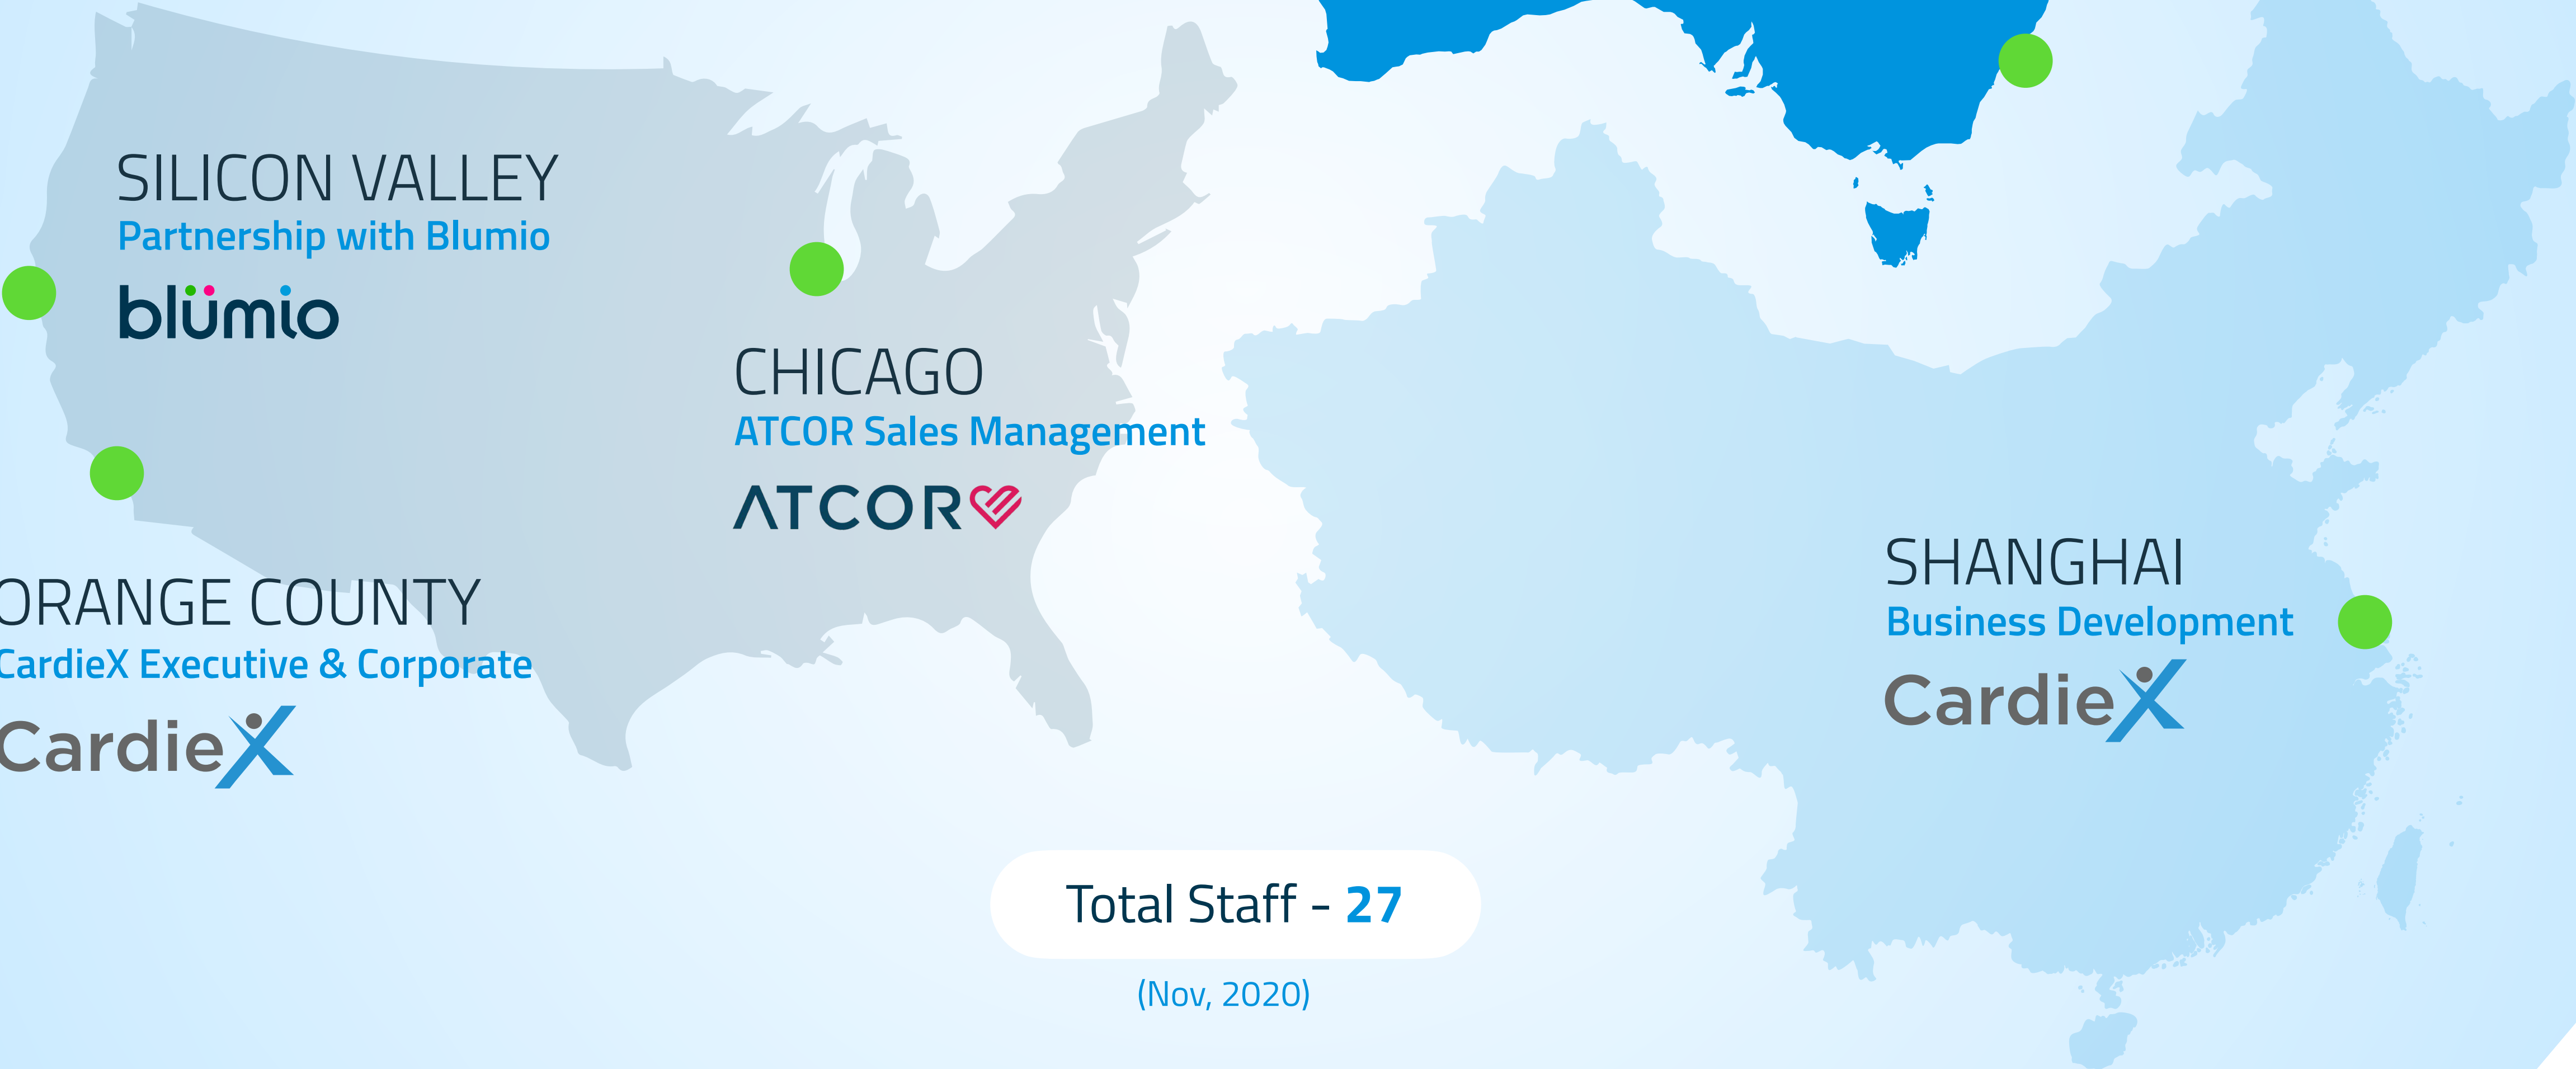 SILICON VALLEY
Partnership with Blumio
blümio
CHICAGO
ATCOR Sales Management
ATCOR
ORANGE COUNTY
CardieX Executive & Corporate
CardieX
SHANGHAI
Business Development
CardieX
Total Staff - 27
(Nov, 2020)